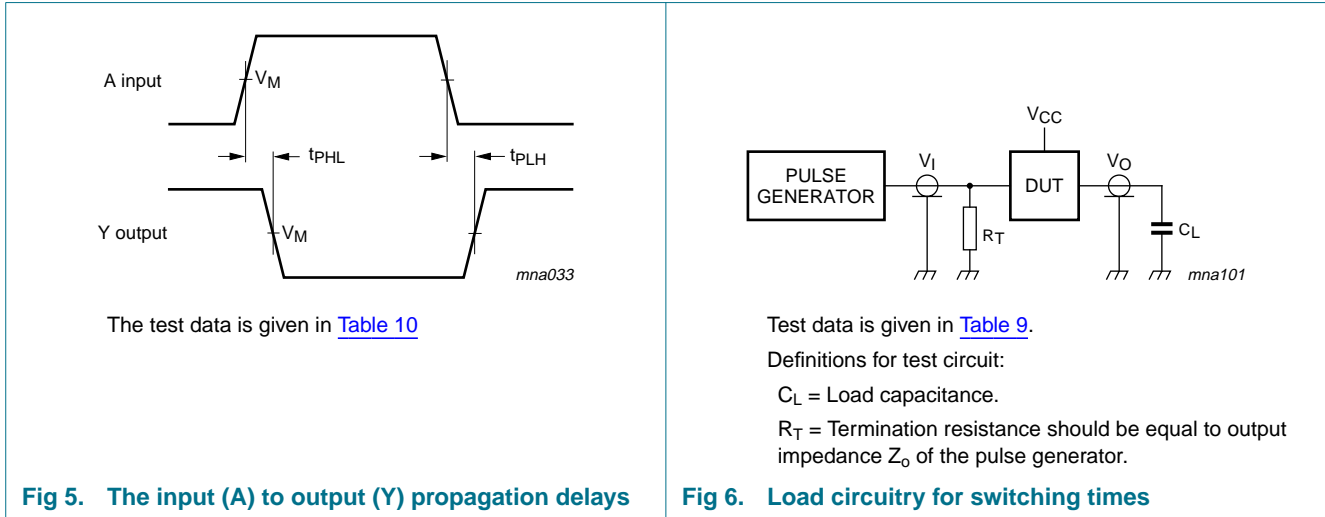 A input
VM
tPHL
tPLH
Y output
VM
mna033
The test data is given in Table 10
Fig 5. The input (A) to output (Y) propagation delays
VCC
PULSE
GENERATOR
VI
DUT
VO
RT
CL
mna101
Test data is given in Table 9.
Definitions for test circuit:
CL = Load capacitance.
RT = Termination resistance should be equal to output
impedance Zo of the pulse generator.
Fig 6. Load circuitry for switching times